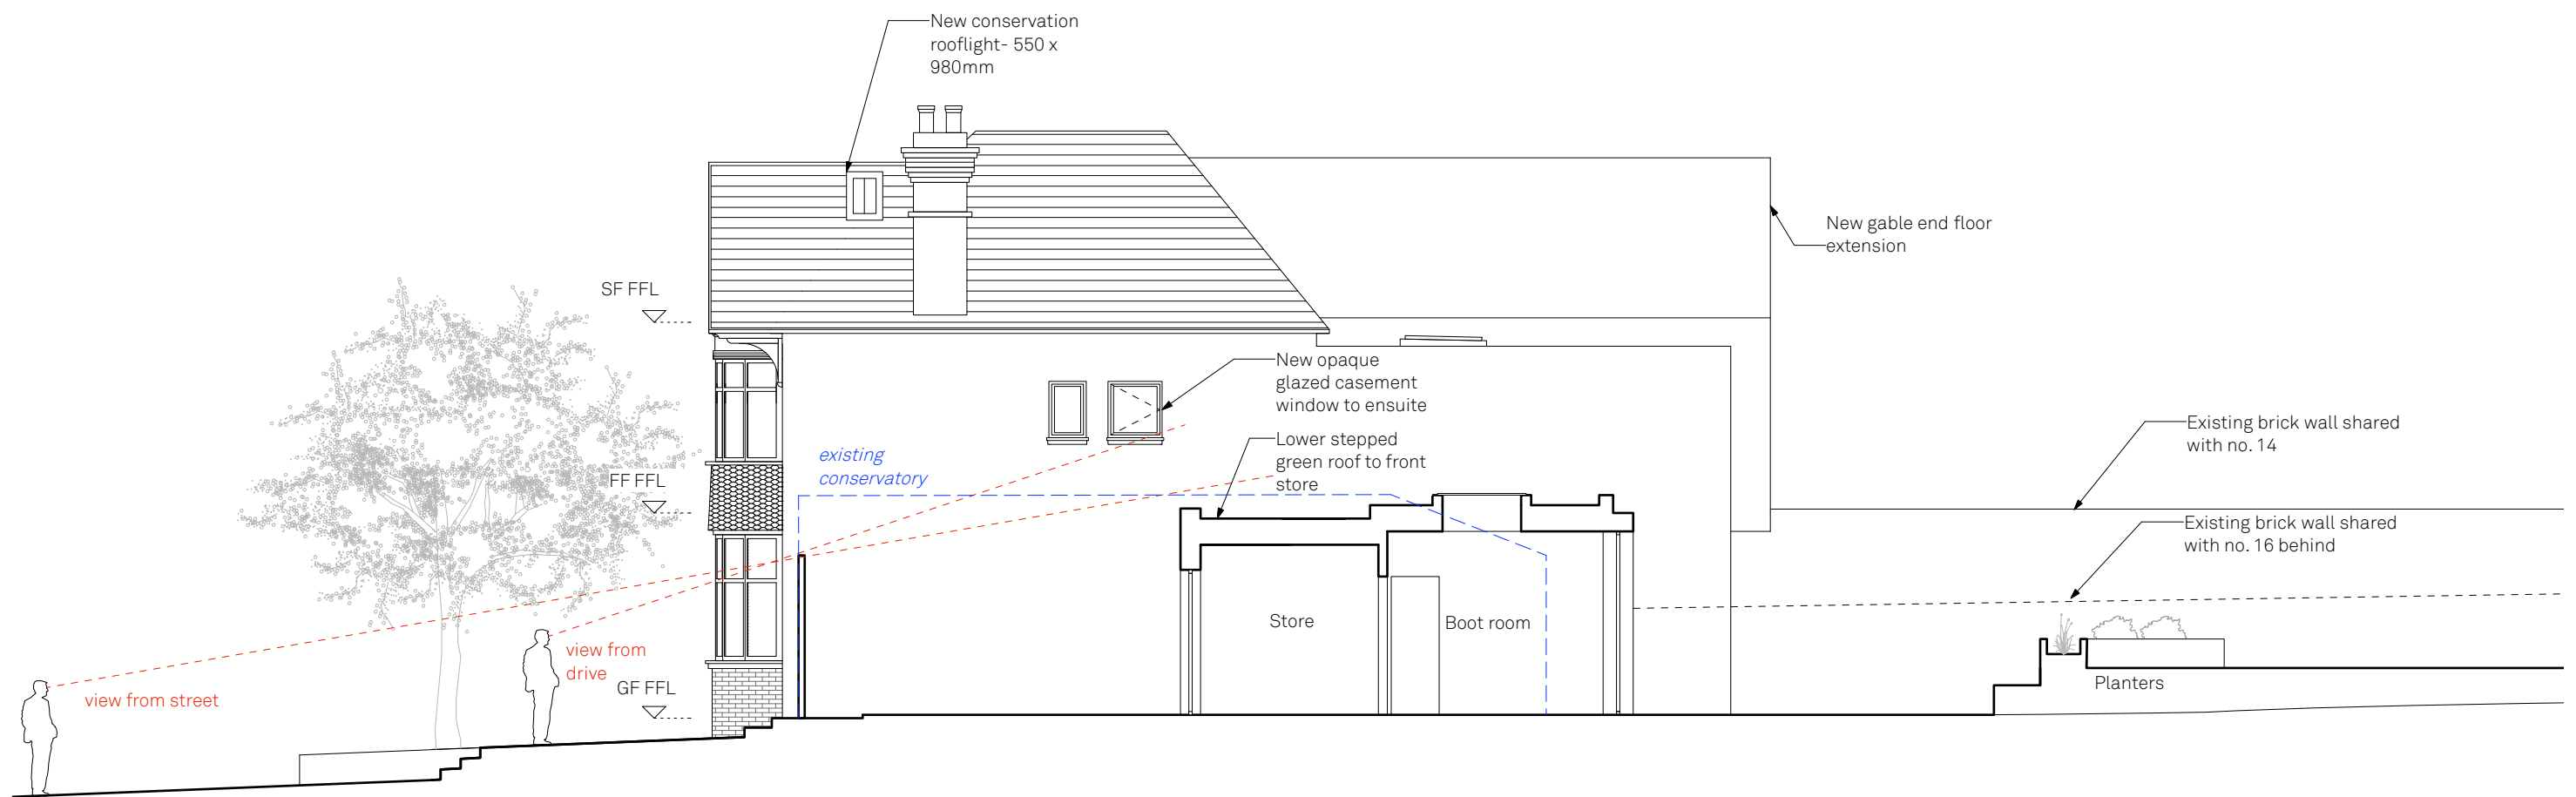 New conservation
rooflight- 550 x
980mm
New gable end floor
extension
SF FFL
New opaque
glazed casement
window to ensuite
Existing brick wall shared
with no. 14
Lower stepped
green roof to front
store
existing
conservatory
FF FFL
Existing brick wall shared
with no. 16 behind
Store
Boot room
view from
drive
GF FFL
Planters
view from street